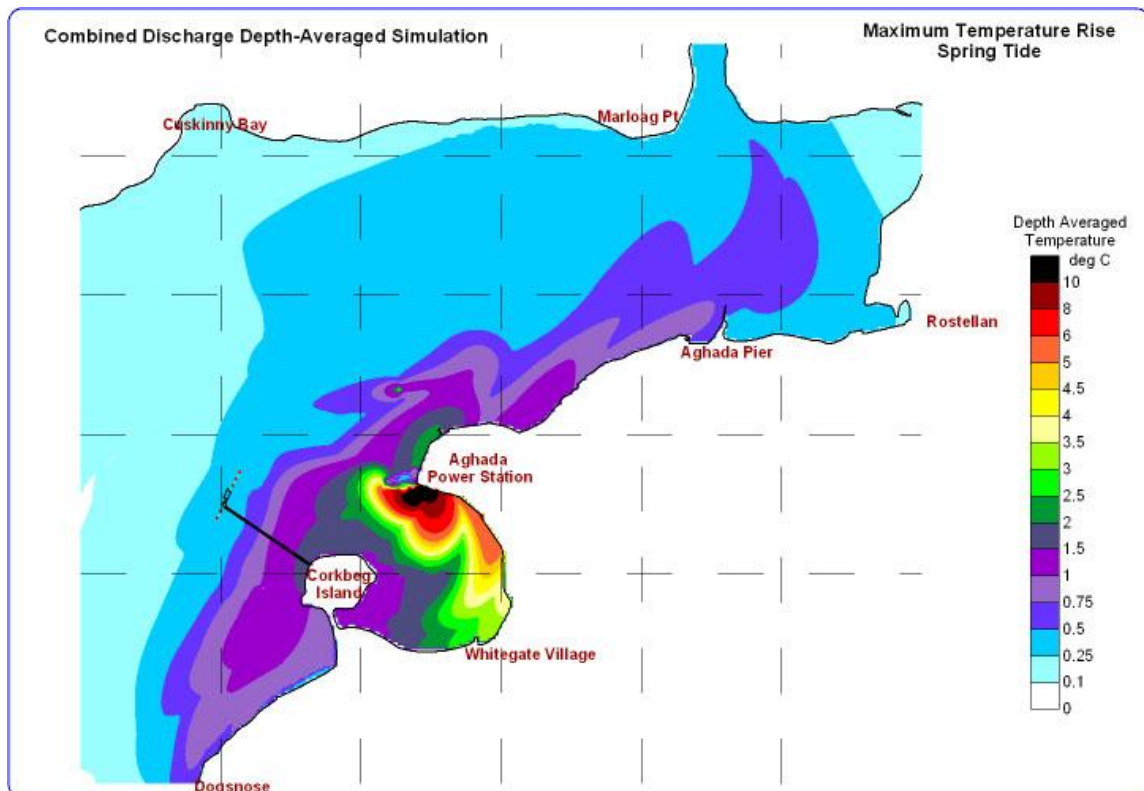 Combined Discharge Depth-Averaged Simulation
Maximum Temperature Rise
Spring Tide
Cuskinny Bay
Marloag Pt
Rostellan
Aghada Pier
Aghada
Power Station
Corkbeg
Island
Whitegate Village
Dogsnose
Depth Averaged
Temperature
deg C
10
8
6
5
4.5
4
3.5
3
2.5
2
1.5
1
0.75
0.5
0.25
0.1
0